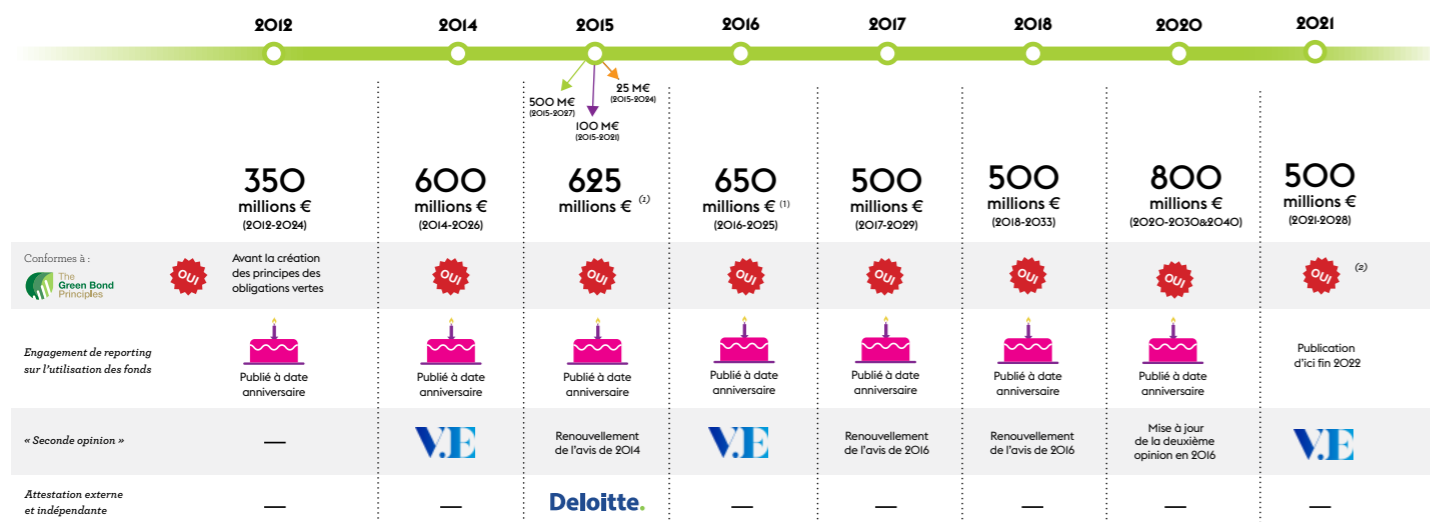 2012
2014
2015
2016
2017
2018
2020
2021
500 M€
(2015-2027)
100 M€
(2015-2021)
25 M€
(2015-2024)
350
millions €
(2012-2024)
600
millions €
(2014-2026)
625
millions € (1)
650
millions € (1)
(2016-2025)
500
millions €
(2017-2029)
500
millions €
(2018-2033)
800
millions €
(2020-2030&2040)
500
millions €
(2021-2028)
Conformes à :
The
Green Bond
Principles
OUI
Avant la création
des principes des
obligations vertes
OUI
OUI
OUI
OUI
OUI
OUI
OUI (2)
Engagement de reporting
sur l'utilisation des fonds
Publié à date
anniversaire
Publié à date
anniversaire
Publié à date
anniversaire
Publié à date
anniversaire
Publié à date
anniversaire
Publié à date
anniversaire
Publié à date
anniversaire
Publication
d'ici fin 2022
« Seconde opinion »
—
V.E
Renouvellement
de l'avis de 2014
V.E
Renouvellement
de l'avis de 2016
Renouvellement
de l'avis de 2016
Mise à jour
de la deuxième
opinion en 2016
V.E
Attestation externe
et indépendante
—
—
Deloitte.
—
—
—
—
—